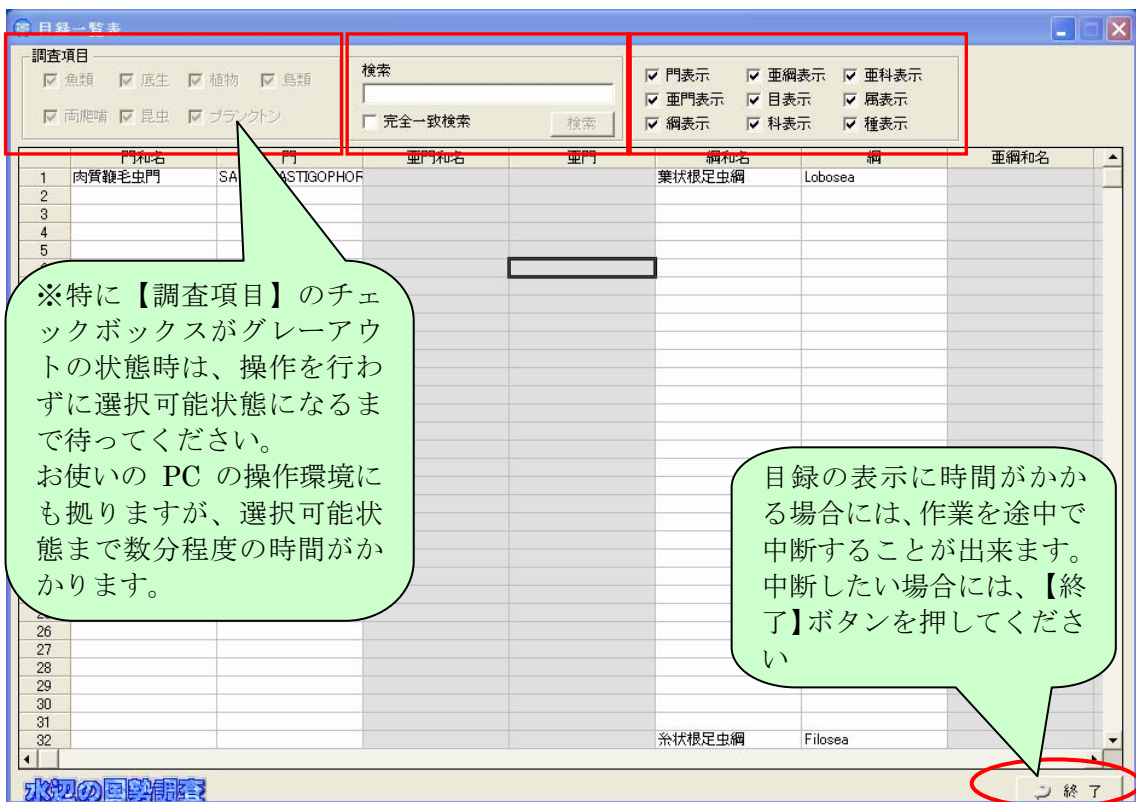 目録一覧表
調査項目
魚類 底生 植物 鳥類
両爬哺 昆虫 プランクトン
検索
完全一致検索 検索
門表示 亜綱表示 亜科表示
亜門表示 目表示 属表示
綱表示 科表示 種表示
門和名 門 亜門和名 亜門 綱和名 綱 亜綱和名
1 肉質鞭毛虫門 葉状根足虫綱 Lobosea
2
3
4
5
※特に【調査項目】のチェ
ックボックスがグレーアウ
トの状態時は、操作を行わ
ずに選択可能状態になるま
で待ってください。
お使いの PC の操作環境に
も拠りますが、選択可能状
態まで数分程度の時間がか
かります。
目録の表示に時間がかか
る場合には、作業を途中で
中断することが出来ます。
中断したい場合には、【終
了】ボタンを押してくださ
い
26
27
28
29
30
31
32 糸状根足虫綱 Filosea
水辺の国勢調査
終了